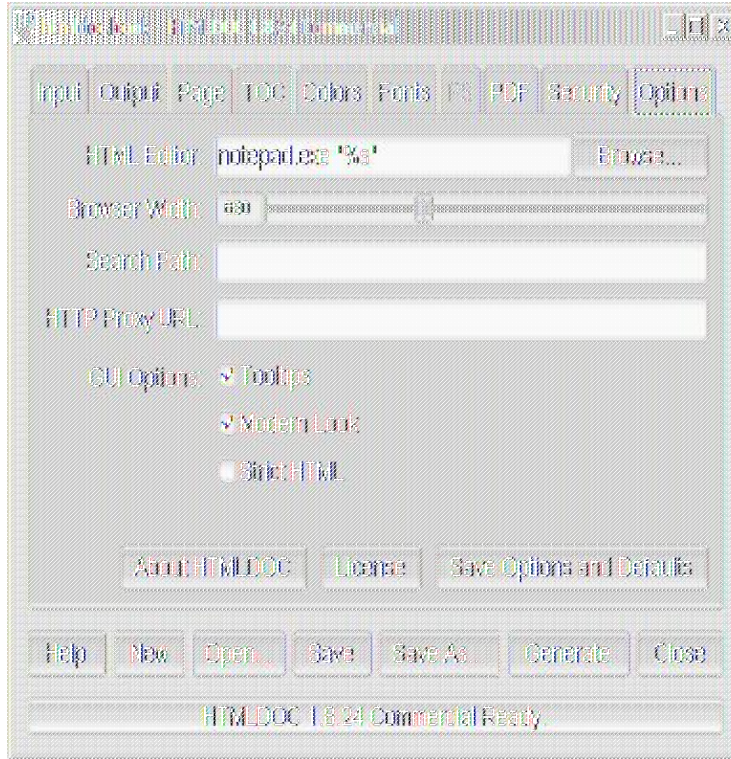 HTMLDOC 1.8.24 Commercial
Input Output Page TOC Colors Fonts PS PDF Security Options
HTML Editor: notepad.exe "%s" Browse...
Browser Width:
Search Path:
HTTP Proxy URL:
GUI Options: Tooltips
Modern Look
Strict HTML
About HTMLDOC License Save Options and Defaults
Help New Open... Save Save As... Generate Close
HTMLDOC 1.8.24 Commercial Ready.